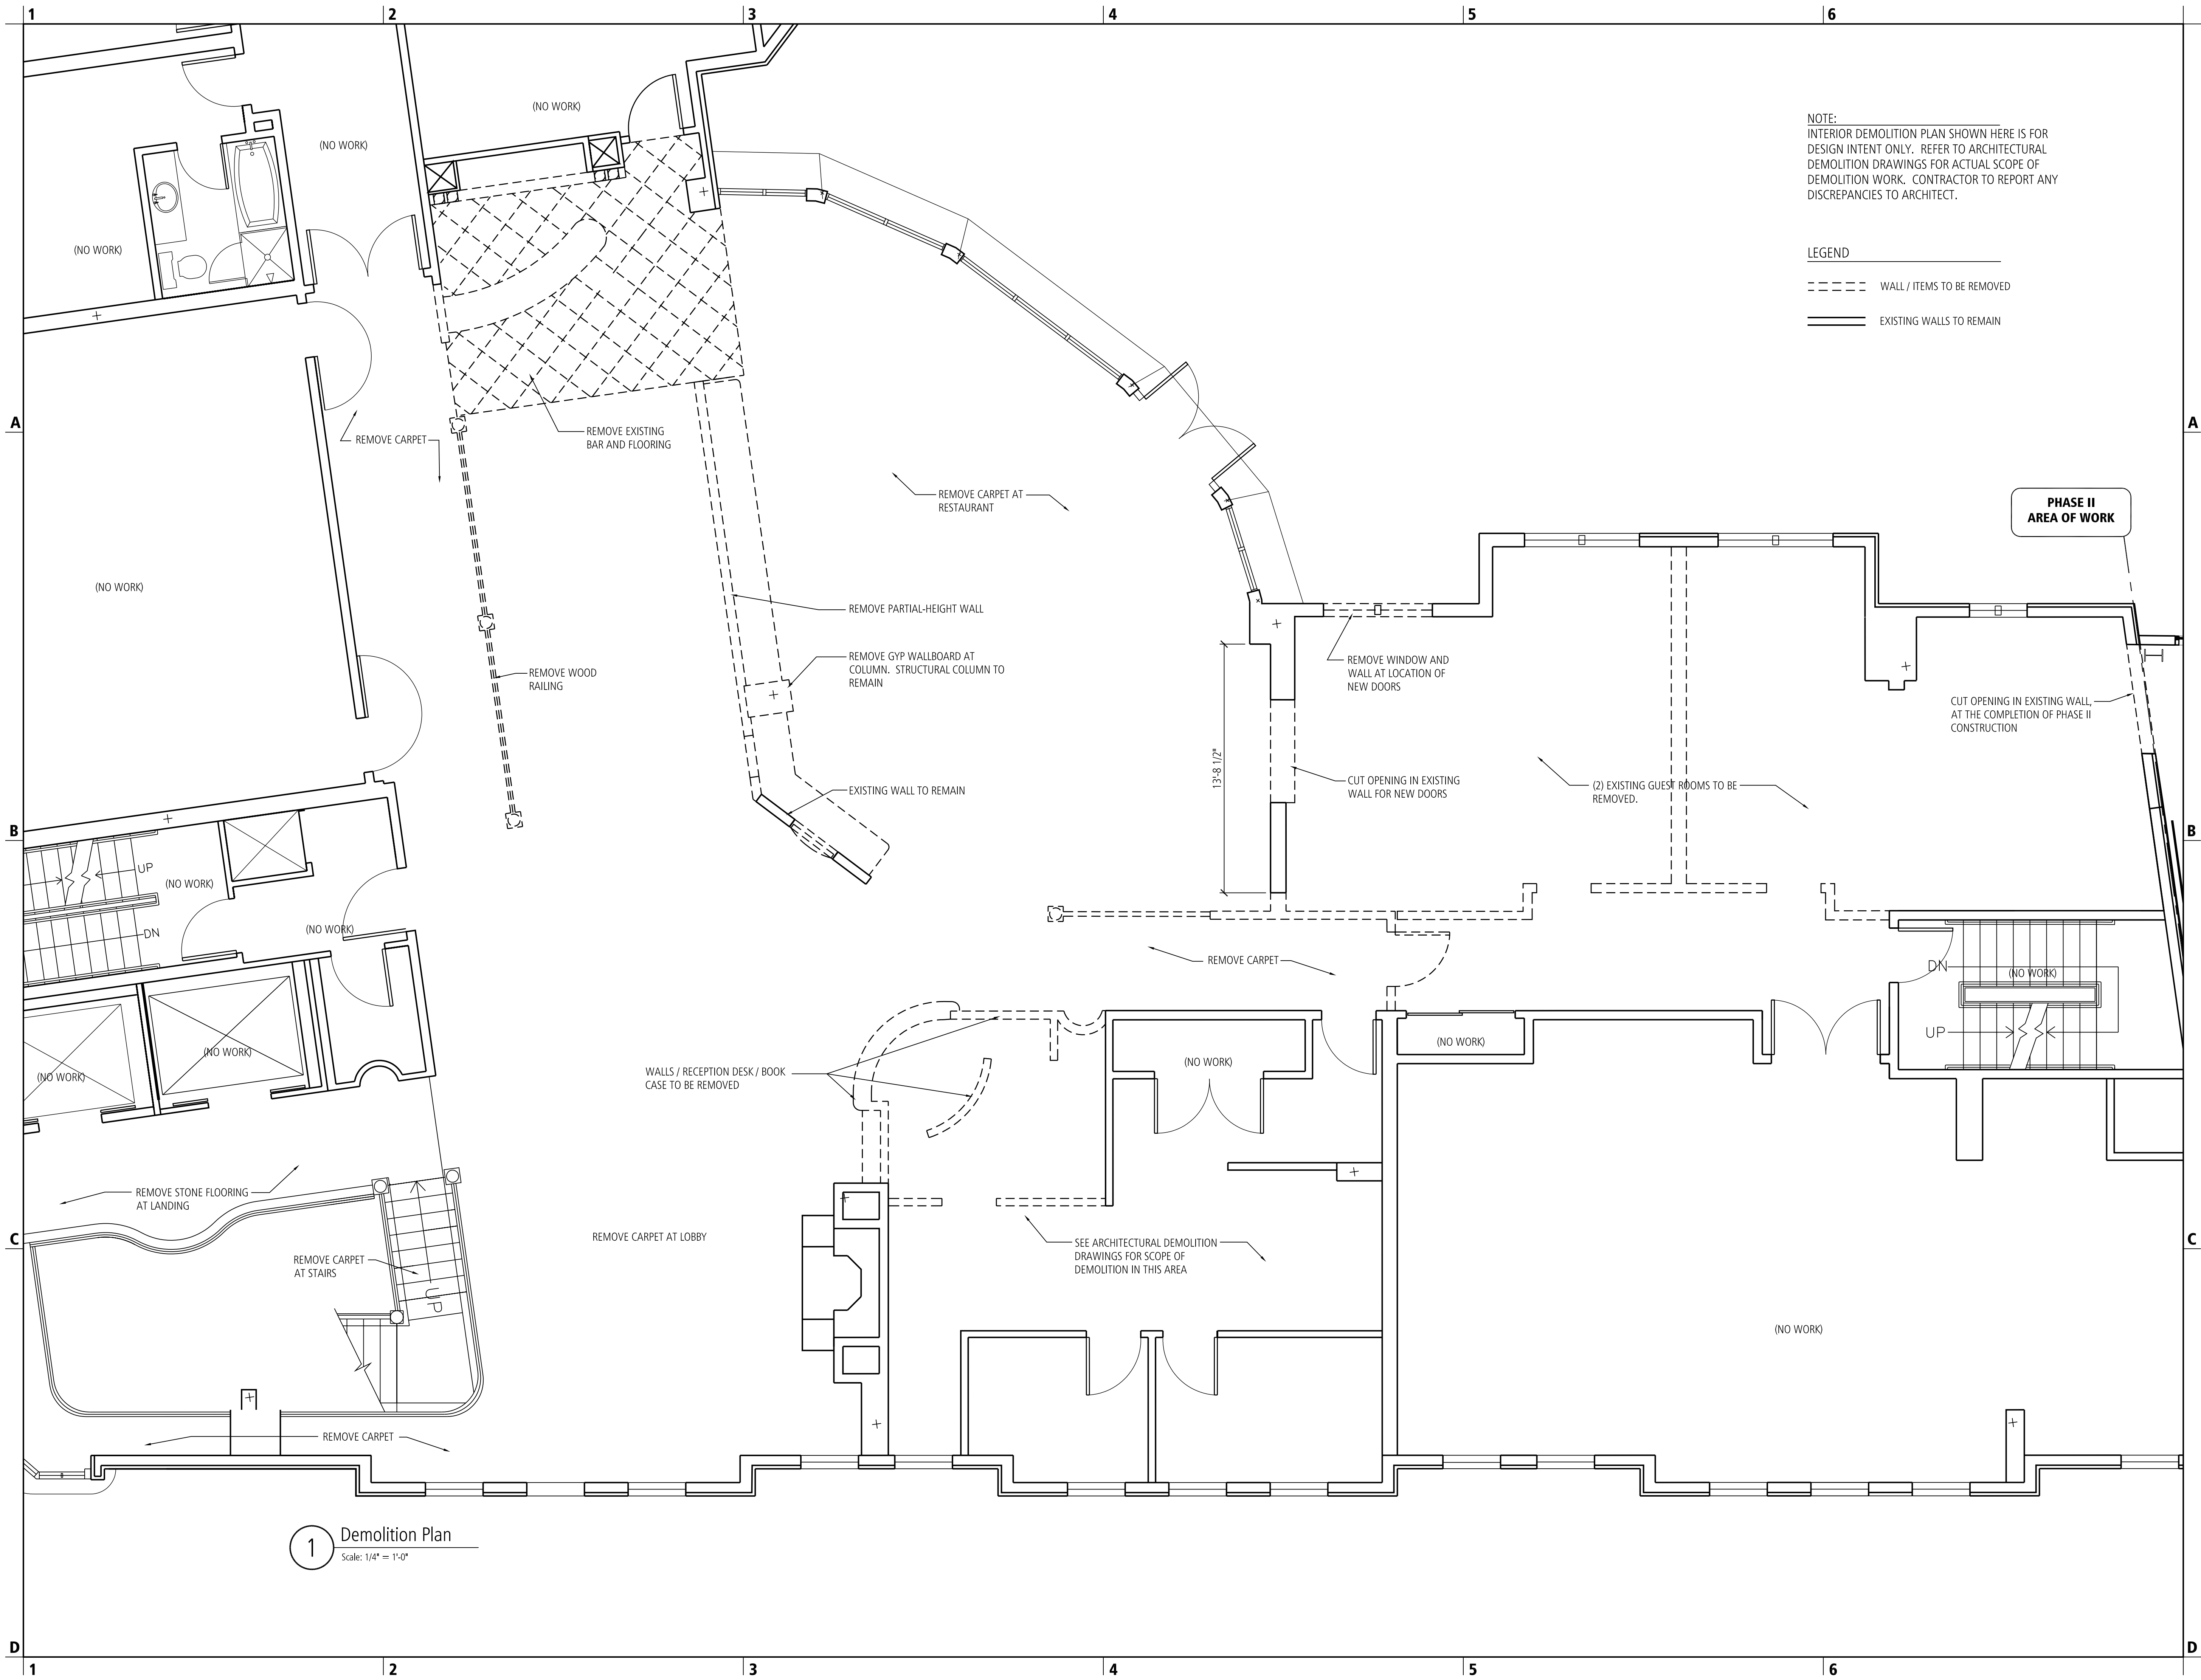 1 2 3 4 5 6
(NO WORK)
(NO WORK)
(NO WORK)
NOTE:
INTERIOR DEMOLITION PLAN SHOWN HERE IS FOR
DESIGN INTENT ONLY. REFER TO ARCHITECTURAL
DEMOLITION DRAWINGS FOR ACTUAL SCOPE OF
DEMOLITION WORK. CONTRACTOR TO REPORT ANY
DISCREPANCIES TO ARCHITECT.
LEGEND
WALL / ITEMS TO BE REMOVED
EXISTING WALLS TO REMAIN
A
A
REMOVE CARPET
REMOVE EXISTING
BAR AND FLOORING
REMOVE CARPET AT
RESTAURANT
PHASE II
AREA OF WORK
(NO WORK)
REMOVE PARTIAL-HEIGHT WALL
REMOVE GYP WALLBOARD AT
COLUMN. STRUCTURAL COLUMN TO
REMAIN
REMOVE WOOD
RAILING
REMOVE WINDOW AND
WALL AT LOCATION OF
NEW DOORS
CUT OPENING IN EXISTING WALL,
AT THE COMPLETION OF PHASE II
CONSTRUCTION
13'-8 1/2"
CUT OPENING IN EXISTING
WALL FOR NEW DOORS
(2) EXISTING GUEST ROOMS TO BE
REMOVED.
EXISTING WALL TO REMAIN
B
B
UP
(NO WORK)
DN
(NO WORK)
REMOVE CARPET
DN
(NO WORK)
UP
(NO WORK)
(NO WORK)
(NO WORK)
(NO WORK)
WALLS / RECEPTION DESK / BOOK
CASE TO BE REMOVED
REMOVE STONE FLOORING
AT LANDING
C
C
REMOVE CARPET AT LOBBY
SEE ARCHITECTURAL DEMOLITION
DRAWINGS FOR SCOPE OF
DEMOLITION IN THIS AREA
REMOVE CARPET
AT STAIRS
UP
(NO WORK)
REMOVE CARPET
1
Demolition Plan
Scale: 1/4" = 1'-0"
D
D
1 2 3 4 5 6